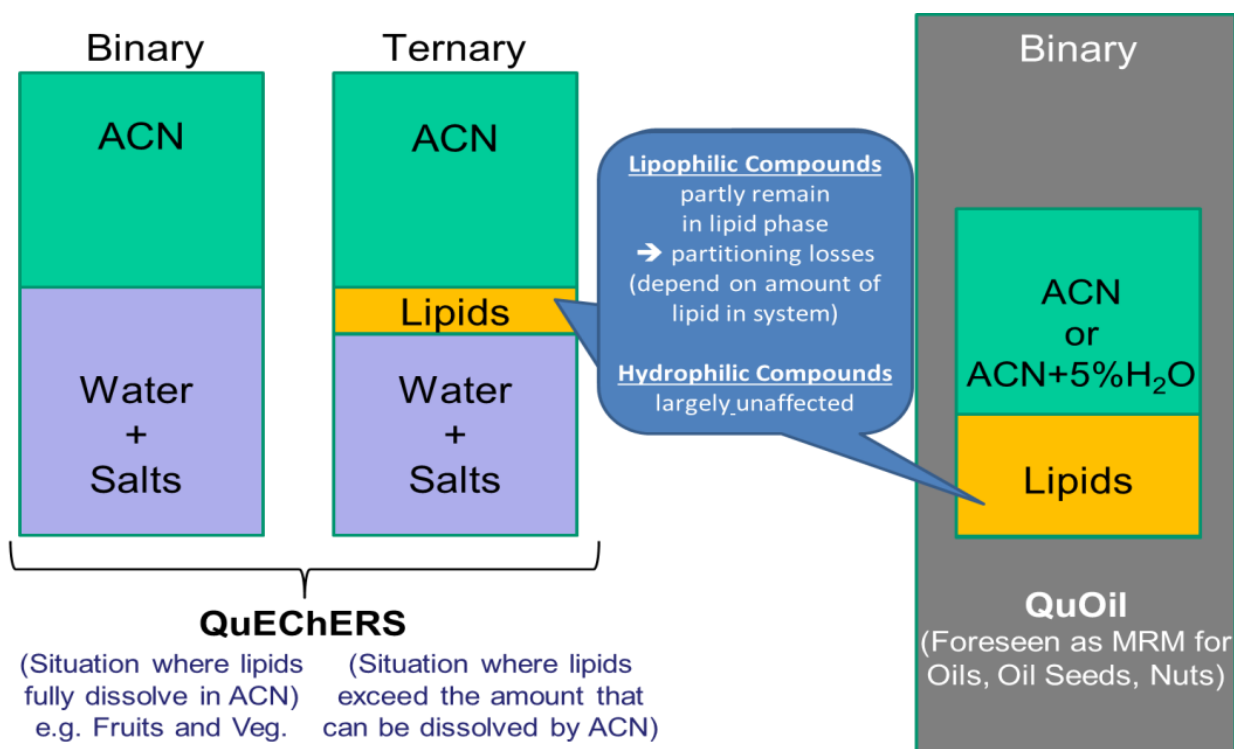 Binary
ACN
Water
+
Salts
Ternary
ACN
Lipids
Water
+
Salts
Lipophilic Compounds
partly remain
in lipid phase
➔ partitioning losses
(depend on amount of
lipid in system)
Hydrophilic Compounds
largely unaffected
Binary
ACN
or
ACN+5%H₂O
Lipids
QuEChERS
(Situation where lipids
fully dissolve in ACN)
e.g. Fruits and Veg.
(Situation where lipids
exceed the amount that
can be dissolved by ACN)
QuOil
(Foreseen as MRM for
Oils, Oil Seeds, Nuts)